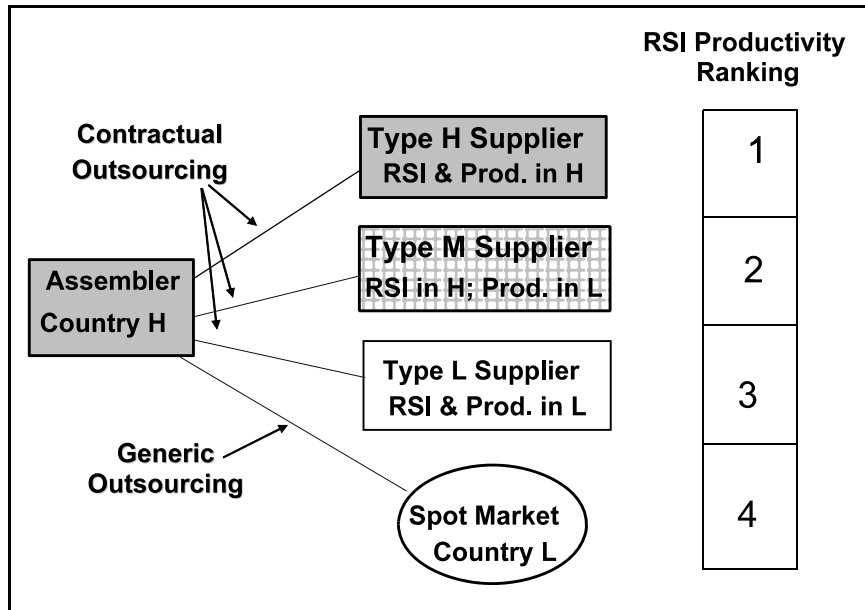 RSI Productivity
Ranking
Contractual
Outsourcing
Type H Supplier
RSI & Prod. in H
1
Type M Supplier
RSI in H; Prod. in L
2
Assembler
Country H
Type L Supplier
RSI & Prod. in L
3
Generic
Outsourcing
Spot Market
Country L
4